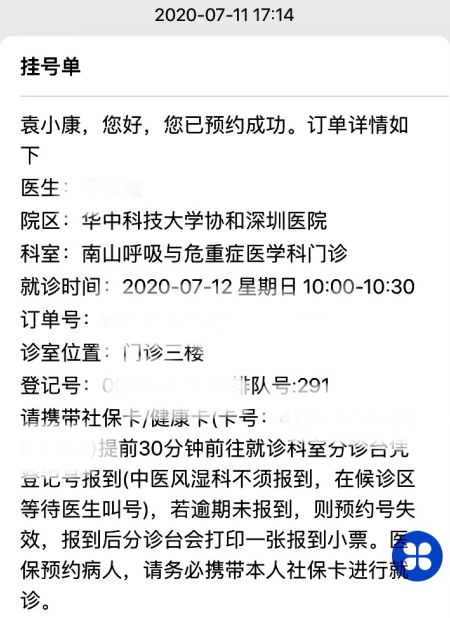 2020-07-11 17:14
挂号单
袁小康，您好，您已预约成功。订单详情如
下
医生：
院区：华中科技大学协和深圳医院
科室：南山呼吸与危重症医学科门诊
就诊时间：2020-07-12 星期日 10:00-10:30
订单号：
诊室位置：门诊三楼
登记号： 排队号:291
请携带社保卡/健康卡(卡号：
)提前30分钟前往就诊科室分诊台凭
登记号报到(中医风湿科不须报到，在候诊区
等待医生叫号)，若逾期未报到，则预约号失
效，报到后分诊台会打印一张报到小票。医
保预约病人，请务必携带本人社保卡进行就
诊。